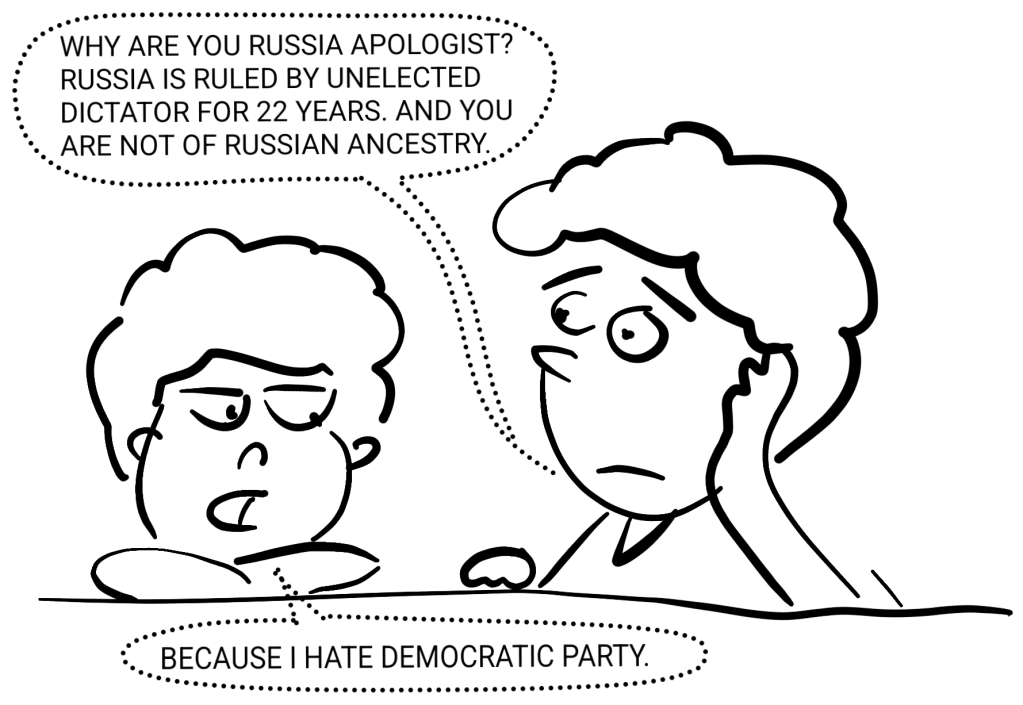 WHY ARE YOU RUSSIA APOLOGIST?
RUSSIA IS RULED BY UNELECTED
DICTATOR FOR 22 YEARS. AND YOU
ARE NOT OF RUSSIAN ANCESTRY.
BECAUSE I HATE DEMOCRATIC PARTY.